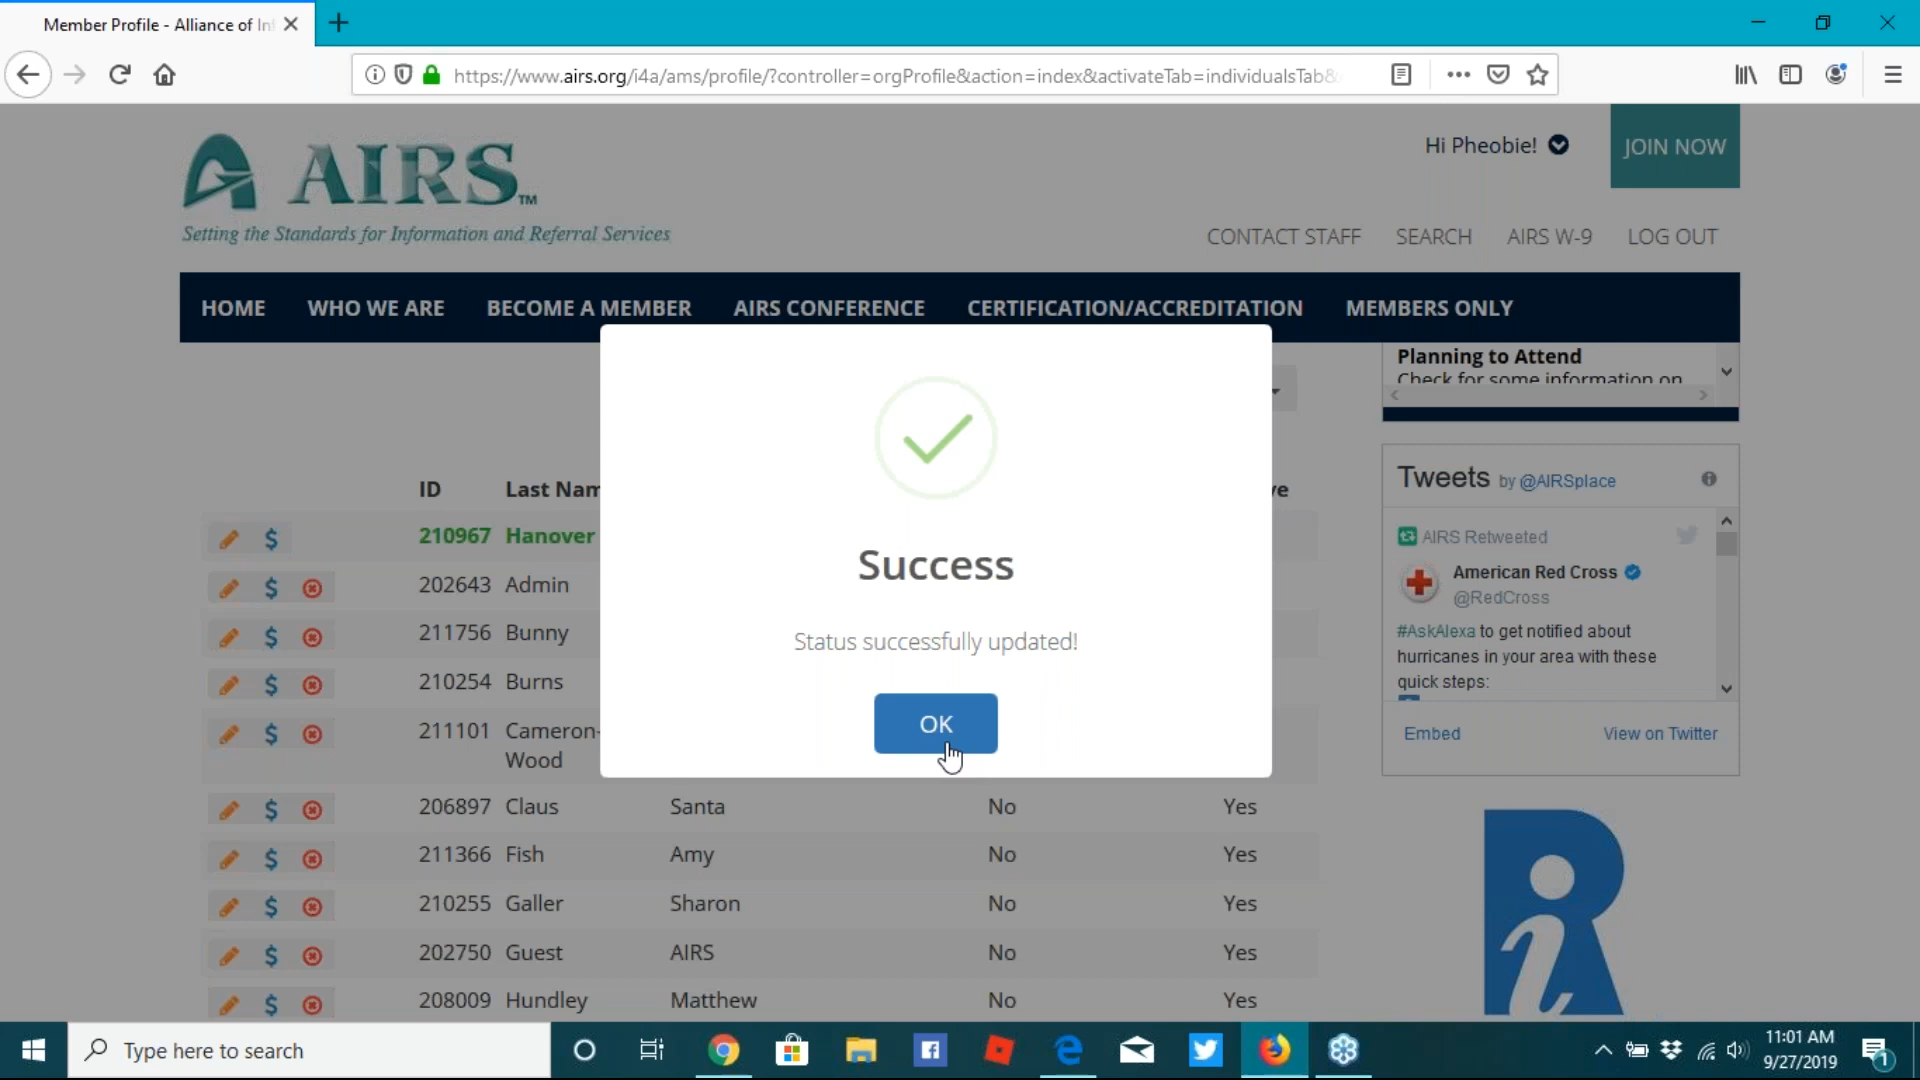 Member Profile - Alliance of In
https://www.airs.org/i4a/ams/profile/?controller=orgProfile&action=index&activateTab=individualsTab&
AIRS TM
Setting the Standards for Information and Referral Services
Hi Pheobie!
JOIN NOW
CONTACT STAFF SEARCH AIRS W-9 LOG OUT
HOME WHO WE ARE BECOME A MEMBER AIRS CONFERENCE CERTIFICATION/ACCREDITATION MEMBERS ONLY
Planning to Attend
Check for some information on
Success
Status successfully updated!
OK
ID Last Nam ve
210967 Hanover
202643 Admin
211756 Bunny
210254 Burns
211101 Cameron-
Wood
206897 Claus Santa No Yes
211366 Fish Amy No Yes
210255 Galler Sharon No Yes
202750 Guest AIRS No Yes
208009 Hundley Matthew No Yes
Tweets by @AIRSplace
AIRS Retweeted
American Red Cross
@RedCross
#AskAlexa to get notified about
hurricanes in your area with these
quick steps:
Embed View on Twitter
Type here to search
11:01 AM
9/27/2019
1